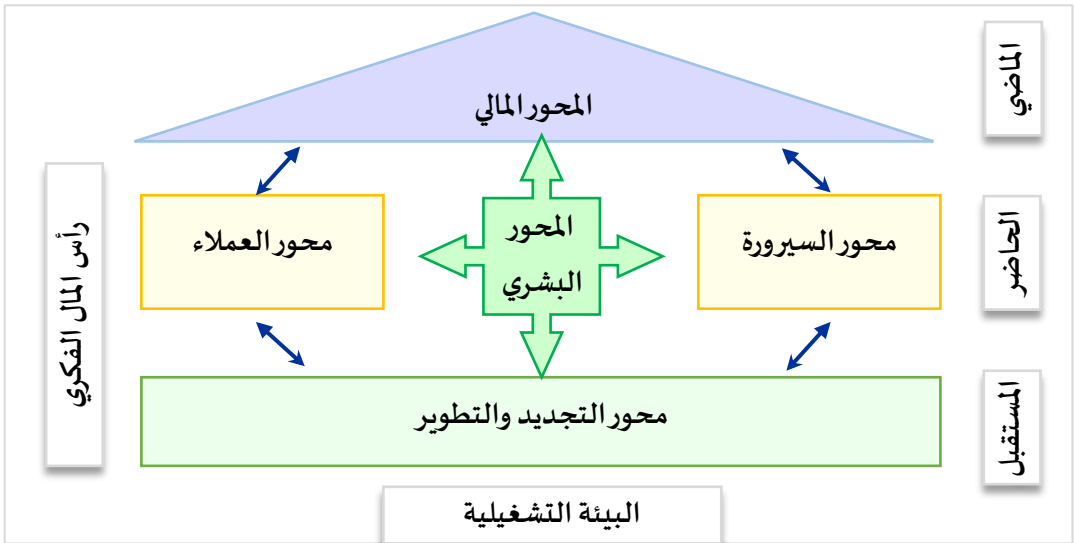 الماضي
المحور المالي
رأس المال الفكري
محور السيرورة
المحور
البشري
محور العملاء
الحاضر
محور التجديد والتطوير
المستقبل
البيئة التشغيلية